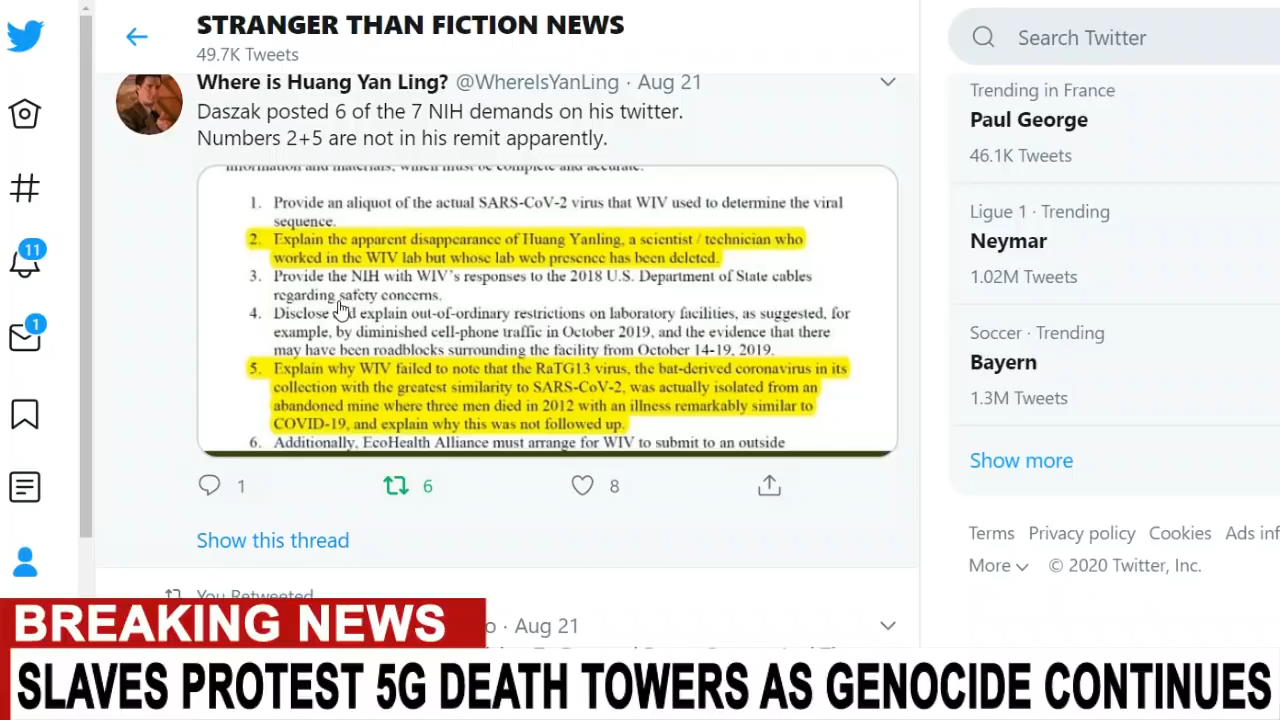 STRANGER THAN FICTION NEWS
49.7K Tweets
Where is Huang Yan Ling? @WhereIsYanLing · Aug 21
Daszak posted 6 of the 7 NIH demands on his twitter.
Numbers 2+5 are not in his remit apparently.
information and materials, which must be complete and accurate.
1. Provide an aliquot of the actual SARS-CoV-2 virus that WIV used to determine the viral
sequence.
2. Explain the apparent disappearance of Huang Yanling, a scientist / technician who
worked in the WIV lab but whose lab web presence has been deleted.
3. Provide the NIH with WIV's responses to the 2018 U.S. Department of State cables
regarding safety concerns.
4. Disclose and explain out-of-ordinary restrictions on laboratory facilities, as suggested, for
example, by diminished cell-phone traffic in October 2019, and the evidence that there
may have been roadblocks surrounding the facility from October 14-19, 2019.
5. Explain why WIV failed to note that the RaTG13 virus, the bat-derived coronavirus in its
collection with the greatest similarity to SARS-CoV-2, was actually isolated from an
abandoned mine where three men died in 2012 with an illness remarkably similar to
COVID-19, and explain why this was not followed up.
6. Additionally, EcoHealth Alliance must arrange for WIV to submit to an outside
1 6 8
Show this thread
You Retweeted
o · Aug 21
11
1
Search Twitter
Trending in France
Paul George
46.1K Tweets
Ligue 1 · Trending
Neymar
1.02M Tweets
Soccer · Trending
Bayern
1.3M Tweets
Show more
Terms Privacy policy Cookies Ads inf
More © 2020 Twitter, Inc.
BREAKING NEWS
SLAVES PROTEST 5G DEATH TOWERS AS GENOCIDE CONTINUES